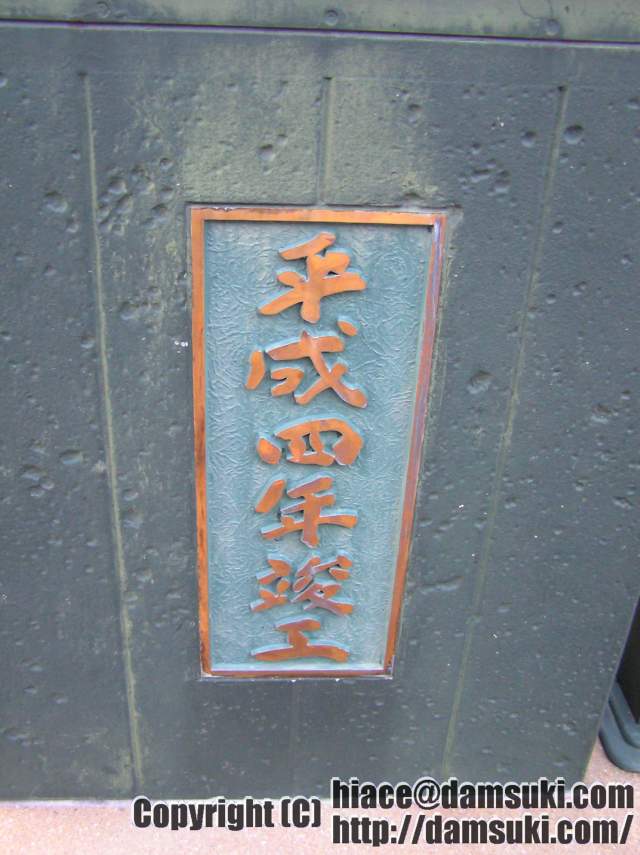 平成四年竣工
Copyright (C) hiace@damsuki.com
http://damsuki.com/